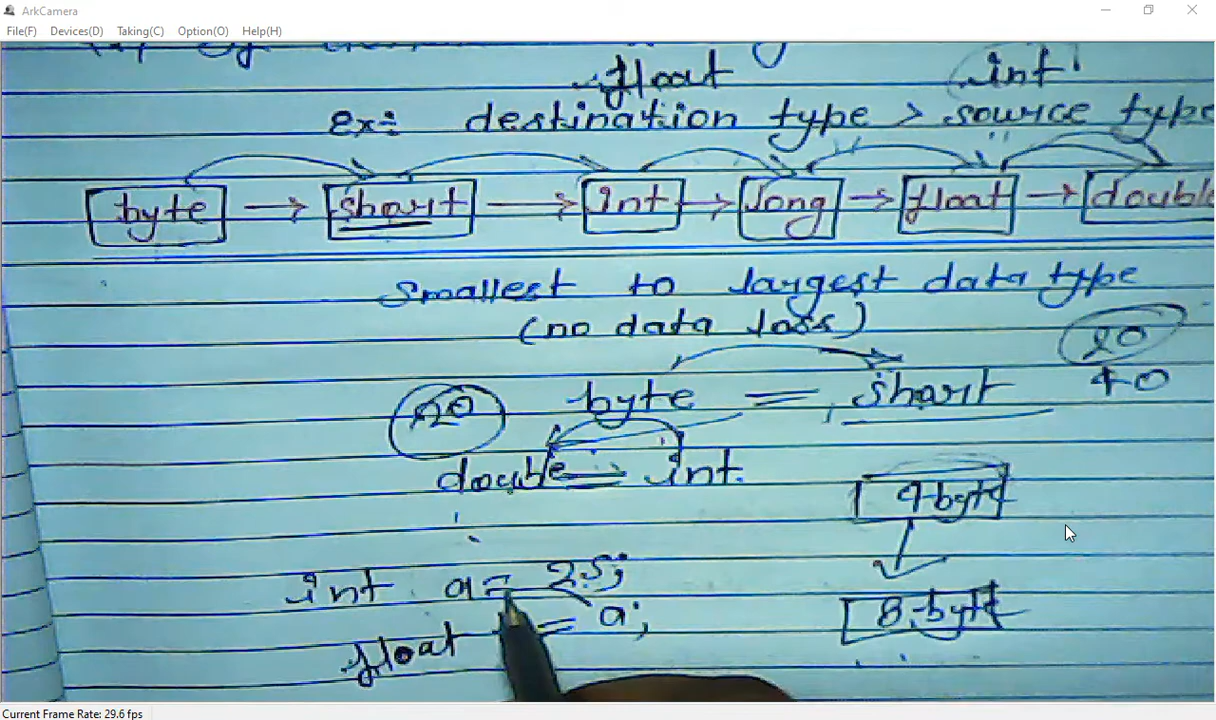 ArkCamera
File(F) Devices(D) Taking(C) Option(O) Help(H)
float int
Ex÷ destination type > source type
byte → short → int → long → float → double
Smallest to largest data type
(no data loss)
20
40
20 byte = short
double = int.
4-byte
int a = 25;
8-byte
float = a;
Current Frame Rate: 29.6 fps